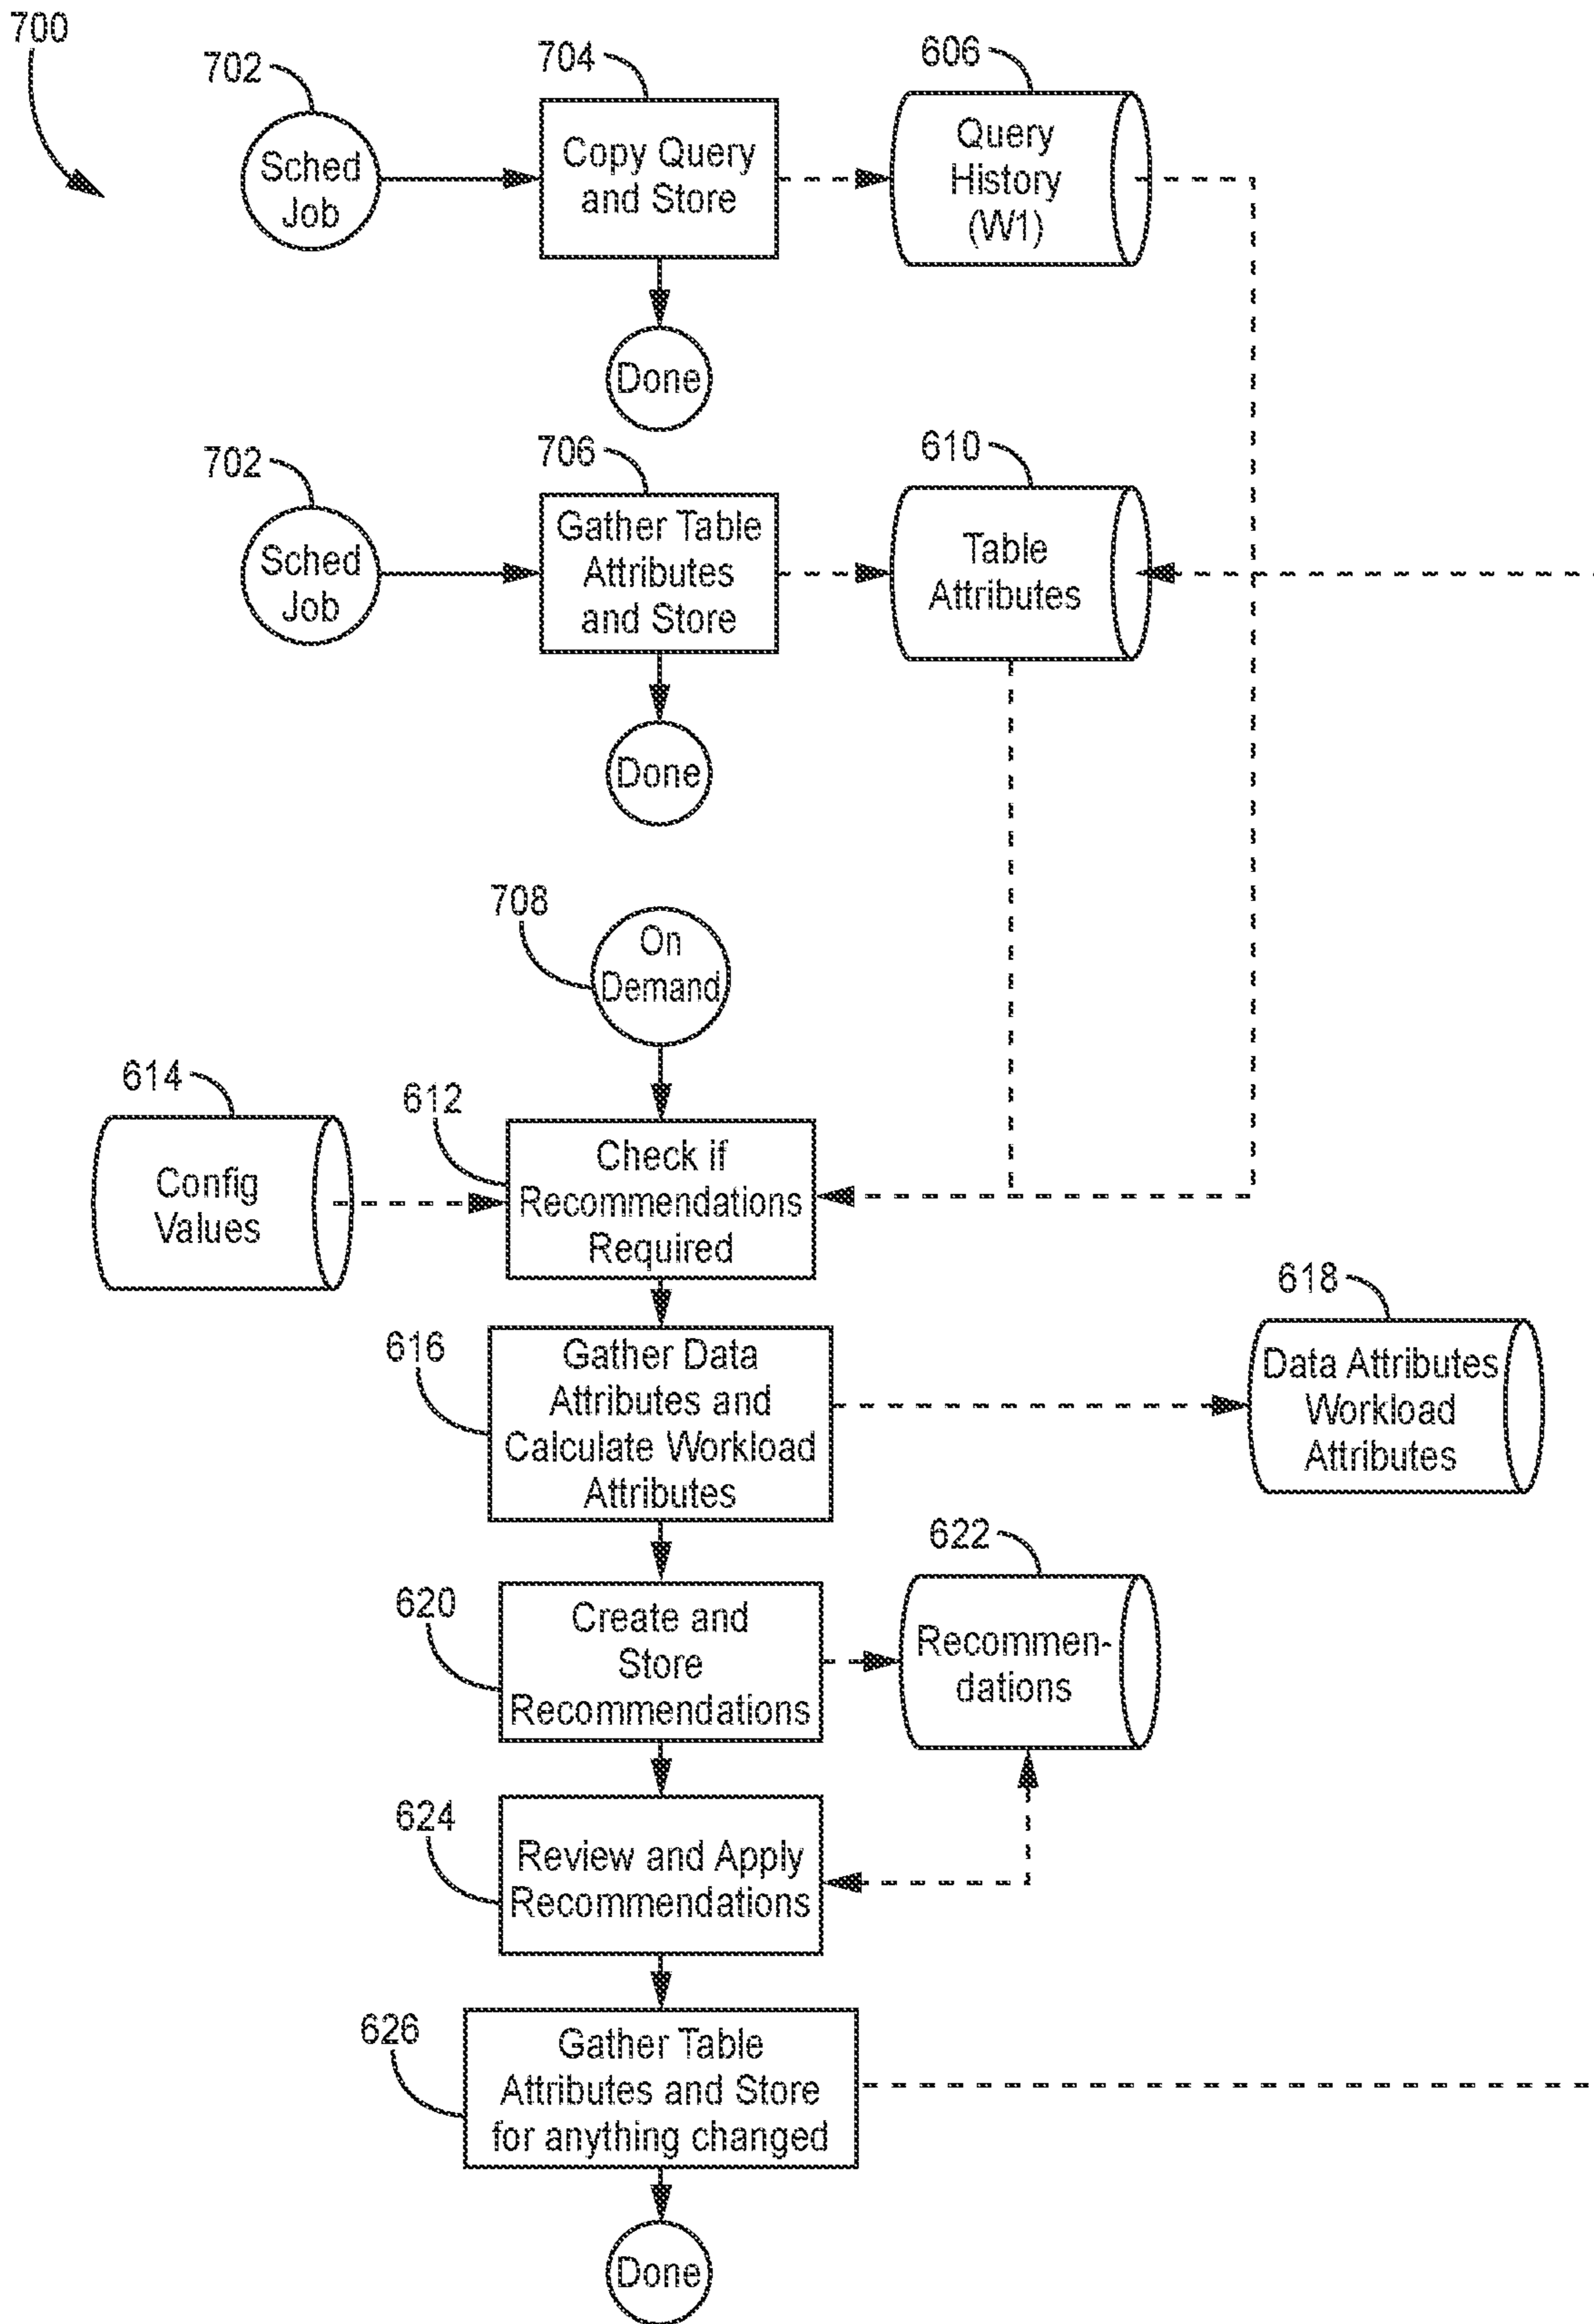 700
702
704
606
Sched
Job
Copy Query
and Store
Query
History
(W1)
Done
702
706
610
Sched
Job
Gather Table
Attributes
and Store
Table
Attributes
Done
708
On
Demand
614
612
Config
Values
Check if
Recommendations
Required
618
616
Gather Data
Attributes and
Calculate Workload
Attributes
Data Attributes
Workload
Attributes
622
620
Create and
Store
Recommendations
Recommen-
dations
624
Review and Apply
Recommendations
626
Gather Table
Attributes and Store
for anything changed
Done